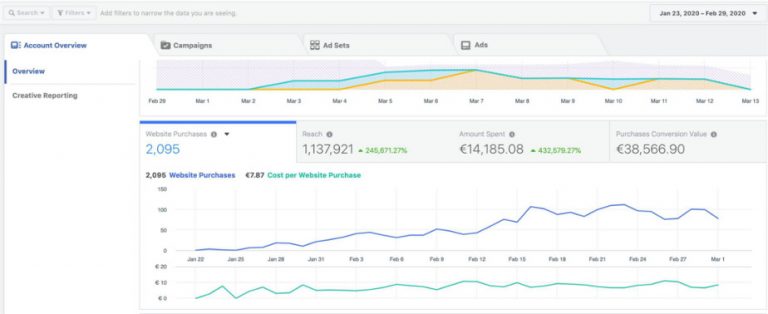 Search Filters Add filters to narrow the data you are seeing. Jan 23, 2020 – Feb 29, 2020
Account Overview Campaigns Ad Sets Ads
Overview
Creative Reporting
Feb 29 Mar 1 Mar 2 Mar 3 Mar 4 Mar 5 Mar 6 Mar 7 Mar 8 Mar 9 Mar 10 Mar 11 Mar 12 Mar 13
Website Purchases Reach Amount Spent Purchases Conversion Value
2,095 1,137,921 245,671.27% €14,185.08 432,579.27% €38,566.90
2,095 Website Purchases €7.87 Cost per Website Purchase
150
100
50
0
Jan 22 Jan 25 Jan 28 Jan 31 Feb 3 Feb 6 Feb 9 Feb 12 Feb 15 Feb 18 Feb 21 Feb 24 Feb 27 Mar 1
€ 20
€ 10
€ 0